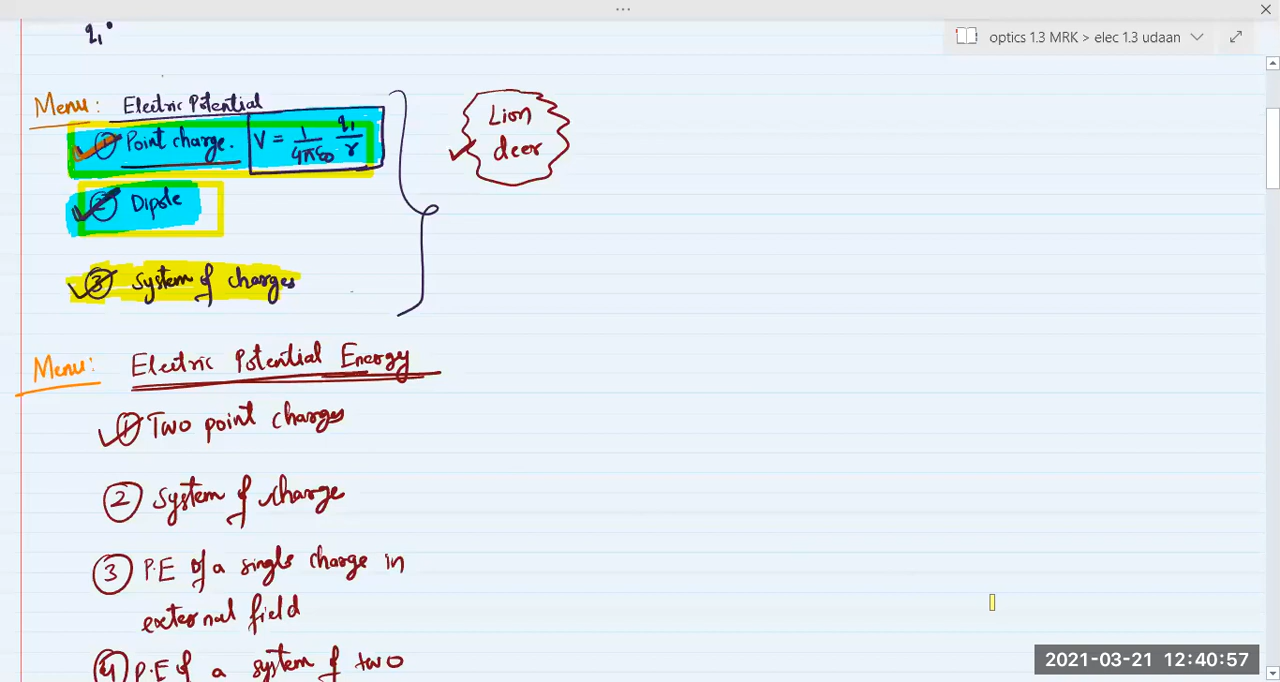 ...
optics 1.3 MRK > elec 1.3 udaan
q₁
Menu: Electric Potential
① Point charge. V = 1/4πε₀ q₁/r
② Dipole
③ System of charges
Lion
deer
Menu: Electric Potential Energy
① Two point charges
② System of charge
③ P.E of a single charge in
external field
④ P.E of a system of two
2021-03-21 12:40:57